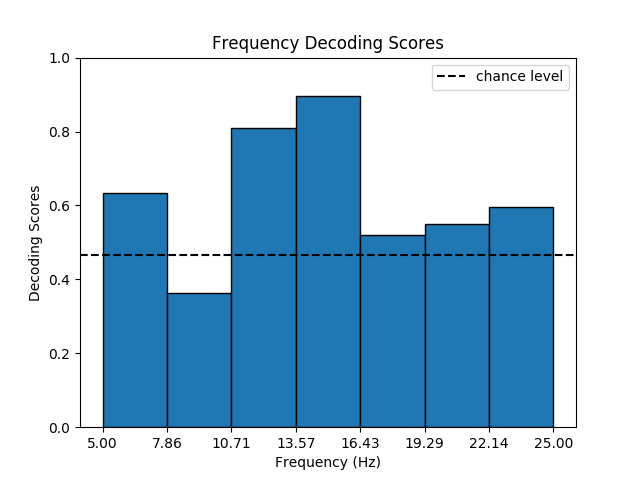 Frequency Decoding Scores
chance level
1.0
0.8
0.6
0.4
0.2
0.0
Decoding Scores
5.00 7.86 10.71 13.57 16.43 19.29 22.14 25.00
Frequency (Hz)